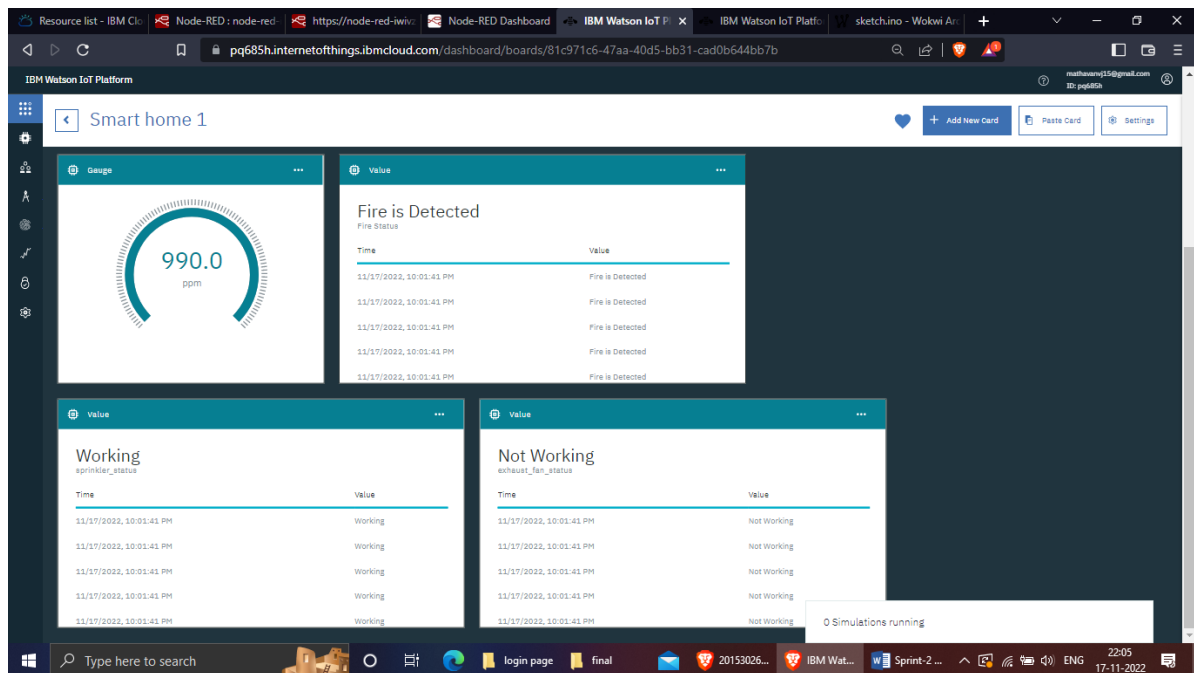 Resource list - IBM Clo
Node-RED : node-red-
https://node-red-iwiv
Node-RED Dashboard
IBM Watson IoT Pl
IBM Watson IoT Platfo
sketch.ino - Wokwi Ar
pq685h.internetofthings.ibmcloud.com/dashboard/boards/81c971c6-47aa-40d5-bb31-cad0b644bb7b
IBM Watson IoT Platform
mathavanvj15@gmail.com
ID: pq685h
Smart home 1
+ Add New Card
Paste Card
Settings
Gauge
990.0
ppm
Value
Fire is Detected
Fire Status
Time Value
11/17/2022, 10:01:41 PM Fire is Detected
11/17/2022, 10:01:41 PM Fire is Detected
11/17/2022, 10:01:41 PM Fire is Detected
11/17/2022, 10:01:41 PM Fire is Detected
11/17/2022, 10:01:41 PM Fire is Detected
Value
Working
sprinkler_status
Time Value
11/17/2022, 10:01:41 PM Working
11/17/2022, 10:01:41 PM Working
11/17/2022, 10:01:41 PM Working
11/17/2022, 10:01:41 PM Working
11/17/2022, 10:01:41 PM Working
Value
Not Working
exhaust_fan_status
Time Value
11/17/2022, 10:01:41 PM Not Working
11/17/2022, 10:01:41 PM Not Working
11/17/2022, 10:01:41 PM Not Working
11/17/2022, 10:01:41 PM Not Working
11/17/2022, 10:01:41 PM Not Working
0 Simulations running
Type here to search
login page
final
20153026...
IBM Wat...
Sprint-2 ...
ENG
22:05
17-11-2022